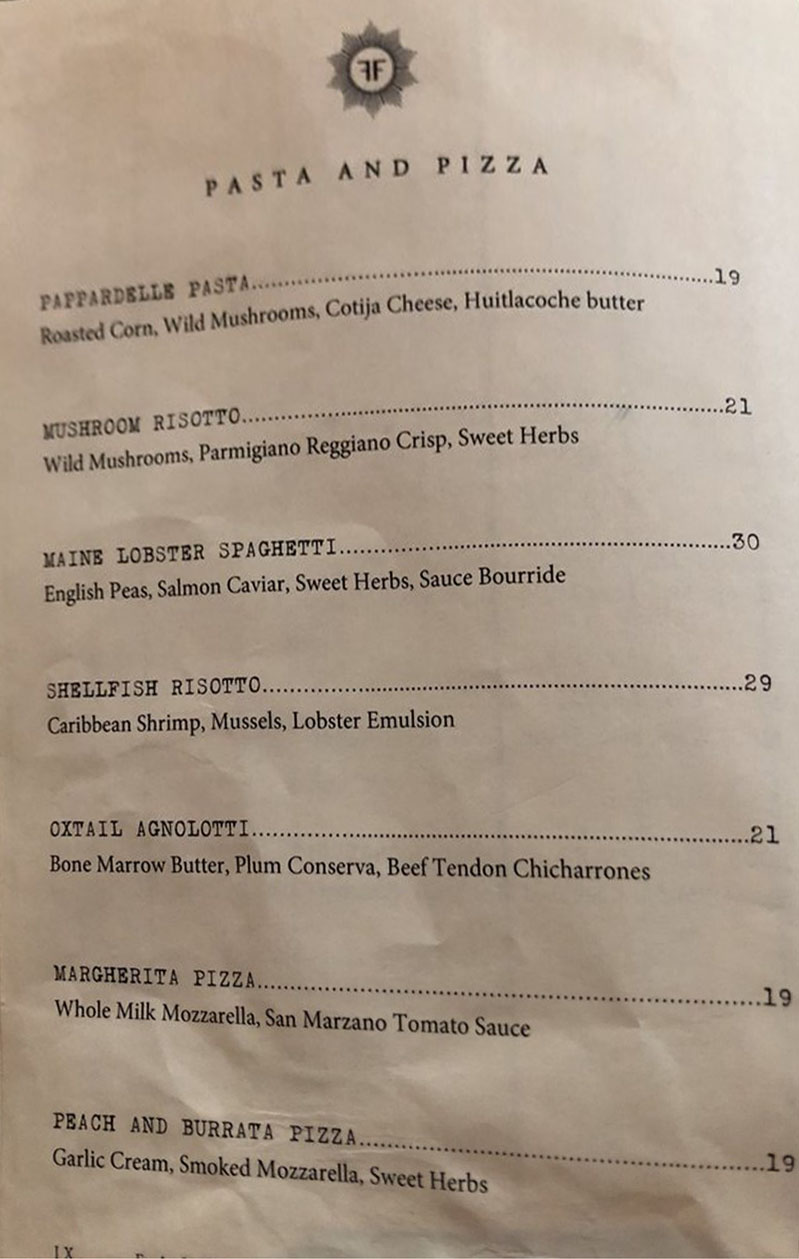 FF
PASTA AND PIZZA
PAPPARDELLE PASTA..........19
Roasted Corn, Wild Mushrooms, Cotija Cheese, Huitlacoche butter
MUSHROOM RISOTTO..........21
Wild Mushrooms, Parmigiano Reggiano Crisp, Sweet Herbs
MAINE LOBSTER SPAGHETTI..........30
English Peas, Salmon Caviar, Sweet Herbs, Sauce Bourride
SHELLFISH RISOTTO..........29
Caribbean Shrimp, Mussels, Lobster Emulsion
OXTAIL AGNOLOTTI..........21
Bone Marrow Butter, Plum Conserva, Beef Tendon Chicharrones
MARGHERITA PIZZA..........19
Whole Milk Mozzarella, San Marzano Tomato Sauce
PEACH AND BURRATA PIZZA..........19
Garlic Cream, Smoked Mozzarella, Sweet Herbs